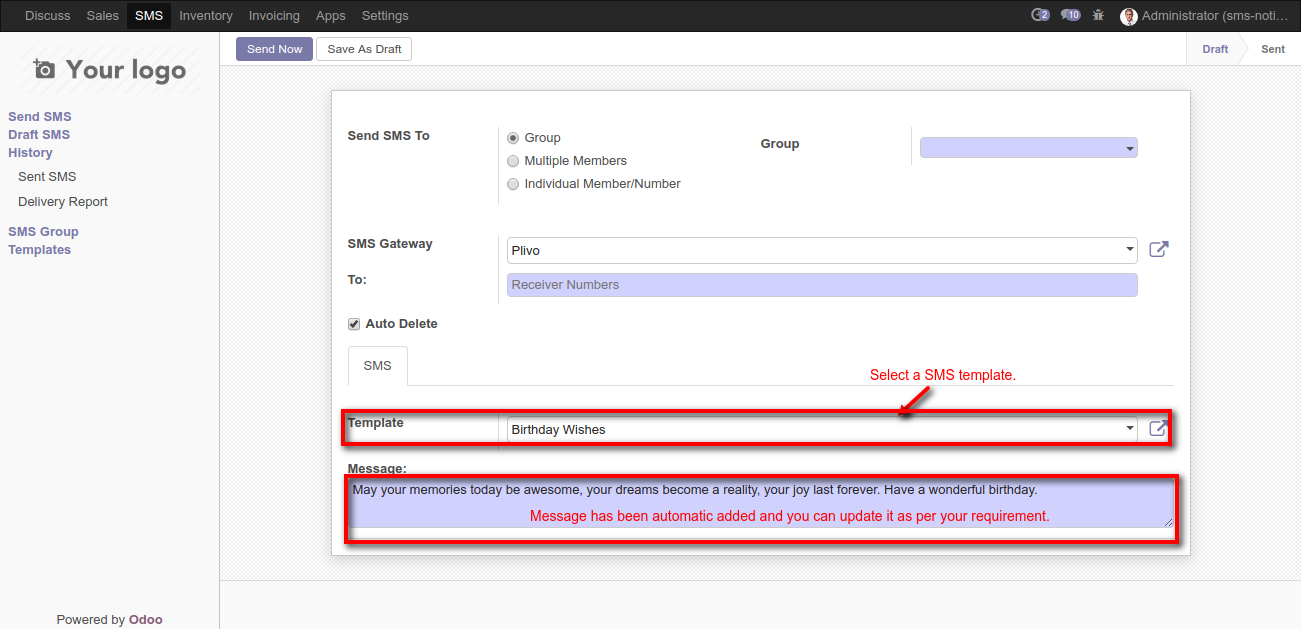 Discuss Sales SMS Inventory Invoicing Apps Settings 2 10 Administrator (sms-noti...
Send Now Save As Draft Draft Sent
Your logo
Send SMS
Draft SMS
History
Sent SMS
Delivery Report
SMS Group
Templates
Powered by Odoo
Send SMS To
Group
Multiple Members
Individual Member/Number
Group
SMS Gateway
Plivo
To:
Receiver Numbers
Auto Delete
SMS
Select a SMS template.
Template
Birthday Wishes
Message:
May your memories today be awesome, your dreams become a reality, your joy last forever. Have a wonderful birthday.
Message has been automatic added and you can update it as per your requirement.